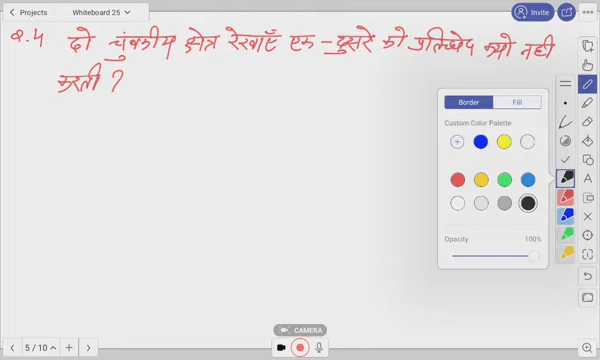 Projects
Whiteboard 25
Invite
Q.4 दो चुंबकीय क्षेत्र रेखाएँ एक-दुसरे को प्रतिच्छेद क्यो नही
करती ?
Border
Fill
Custom Color Palette
Opacity
100%
CAMERA
5 / 10